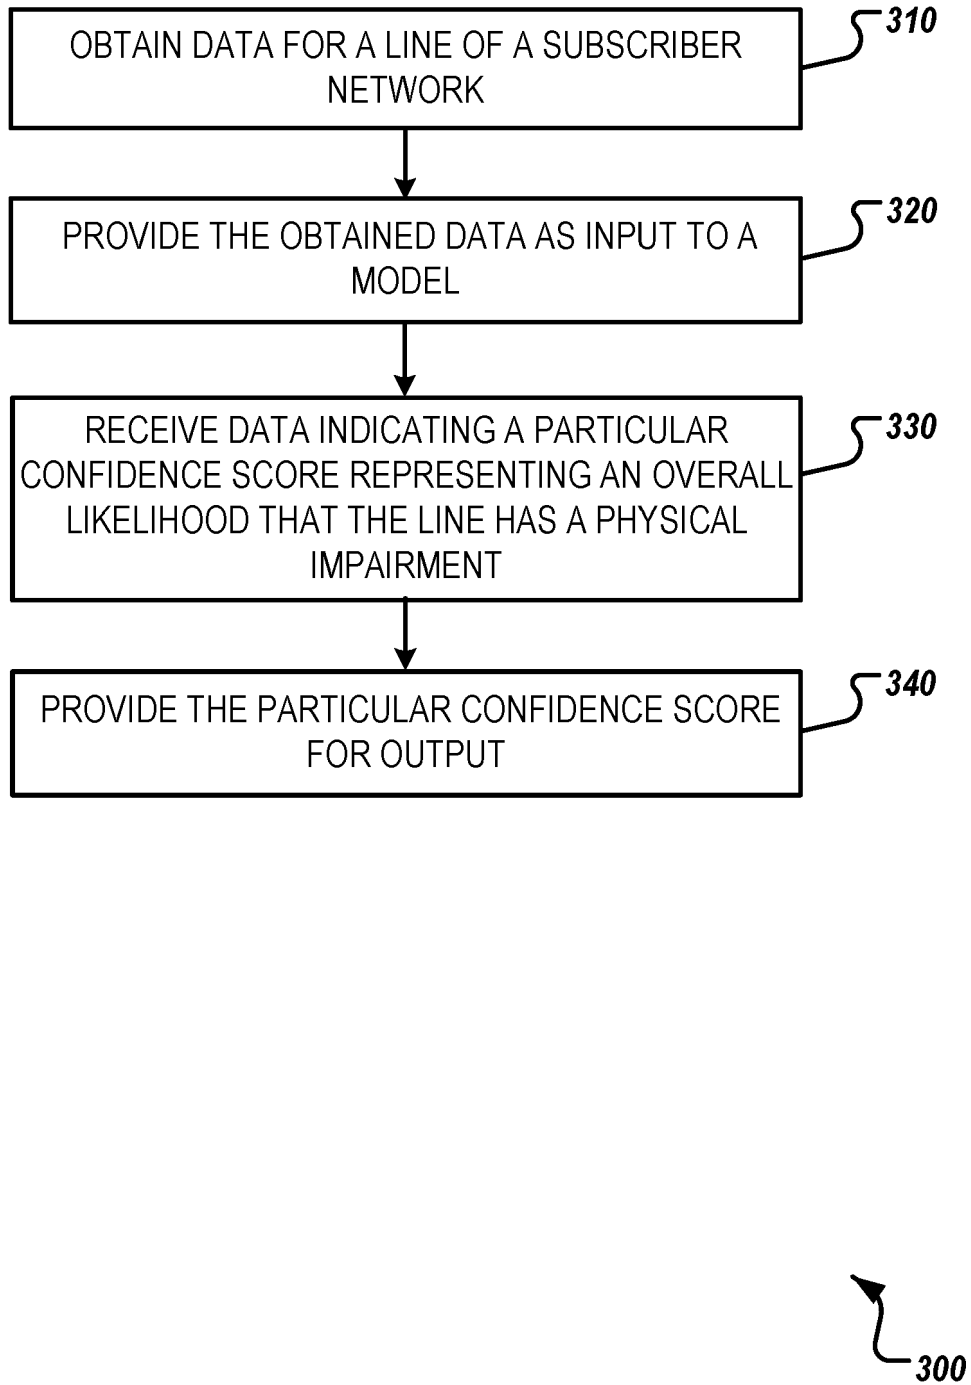 310
OBTAIN DATA FOR A LINE OF A SUBSCRIBER
NETWORK
320
PROVIDE THE OBTAINED DATA AS INPUT TO A
MODEL
330
RECEIVE DATA INDICATING A PARTICULAR
CONFIDENCE SCORE REPRESENTING AN OVERALL
LIKELIHOOD THAT THE LINE HAS A PHYSICAL
IMPAIRMENT
340
PROVIDE THE PARTICULAR CONFIDENCE SCORE
FOR OUTPUT
300